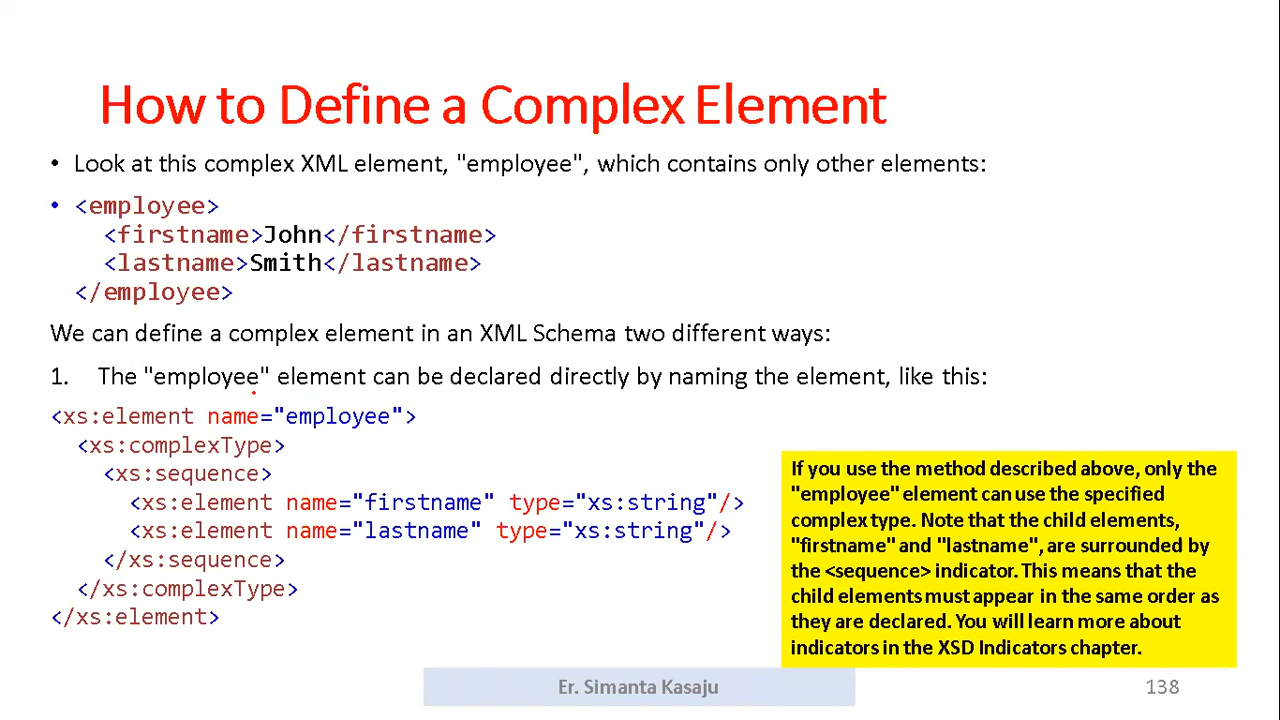 How to Define a Complex Element
• Look at this complex XML element, "employee", which contains only other elements:
• <employee>
<firstname>John</firstname>
<lastname>Smith</lastname>
</employee>
We can define a complex element in an XML Schema two different ways:
1. The "employee" element can be declared directly by naming the element, like this:
<xs:element name="employee">
<xs:complexType>
<xs:sequence>
<xs:element name="firstname" type="xs:string"/>
<xs:element name="lastname" type="xs:string"/>
</xs:sequence>
</xs:complexType>
</xs:element>
If you use the method described above, only the
"employee" element can use the specified
complex type. Note that the child elements,
"firstname" and "lastname", are surrounded by
the <sequence> indicator. This means that the
child elements must appear in the same order as
they are declared. You will learn more about
indicators in the XSD Indicators chapter.
Er. Simanta Kasaju
138